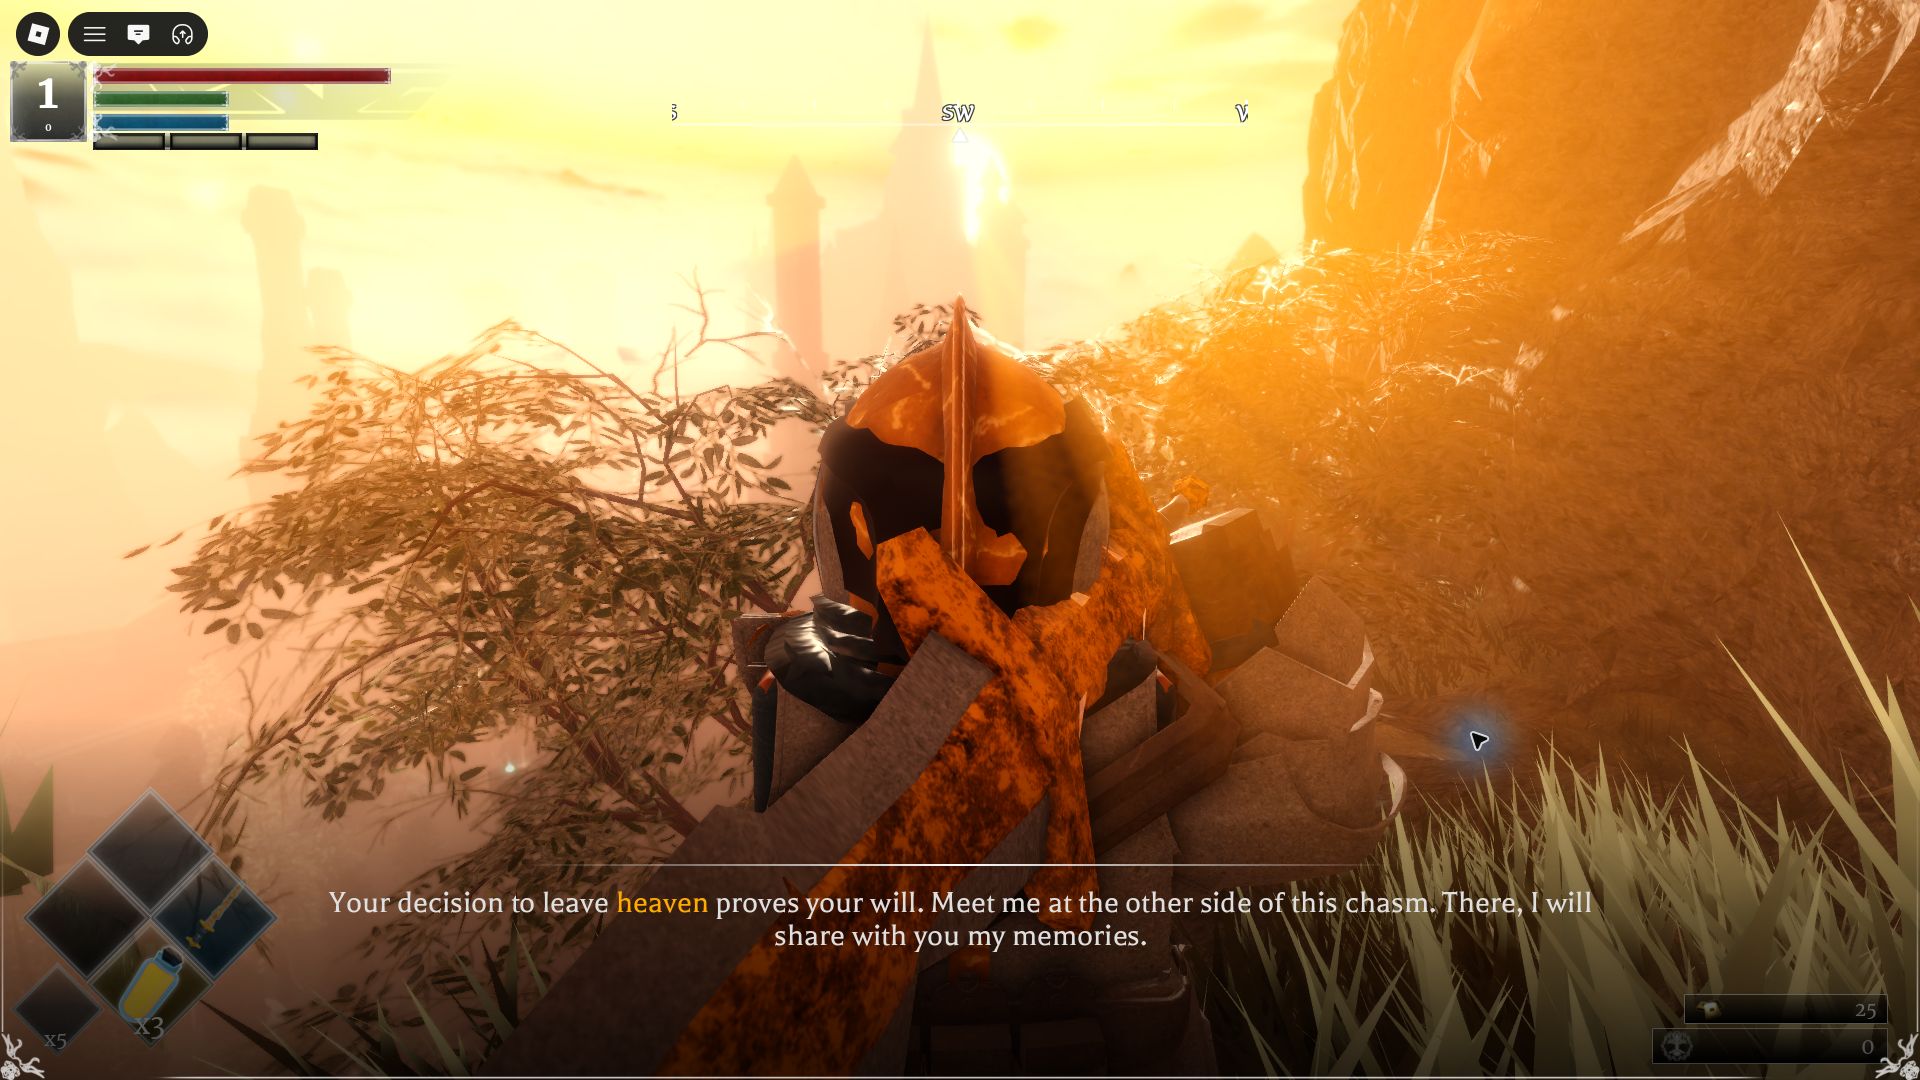 1
0
S
SW
W
Your decision to leave heaven proves your will. Meet me at the other side of this chasm. There, I will
share with you my memories.
x3
x5
25
0